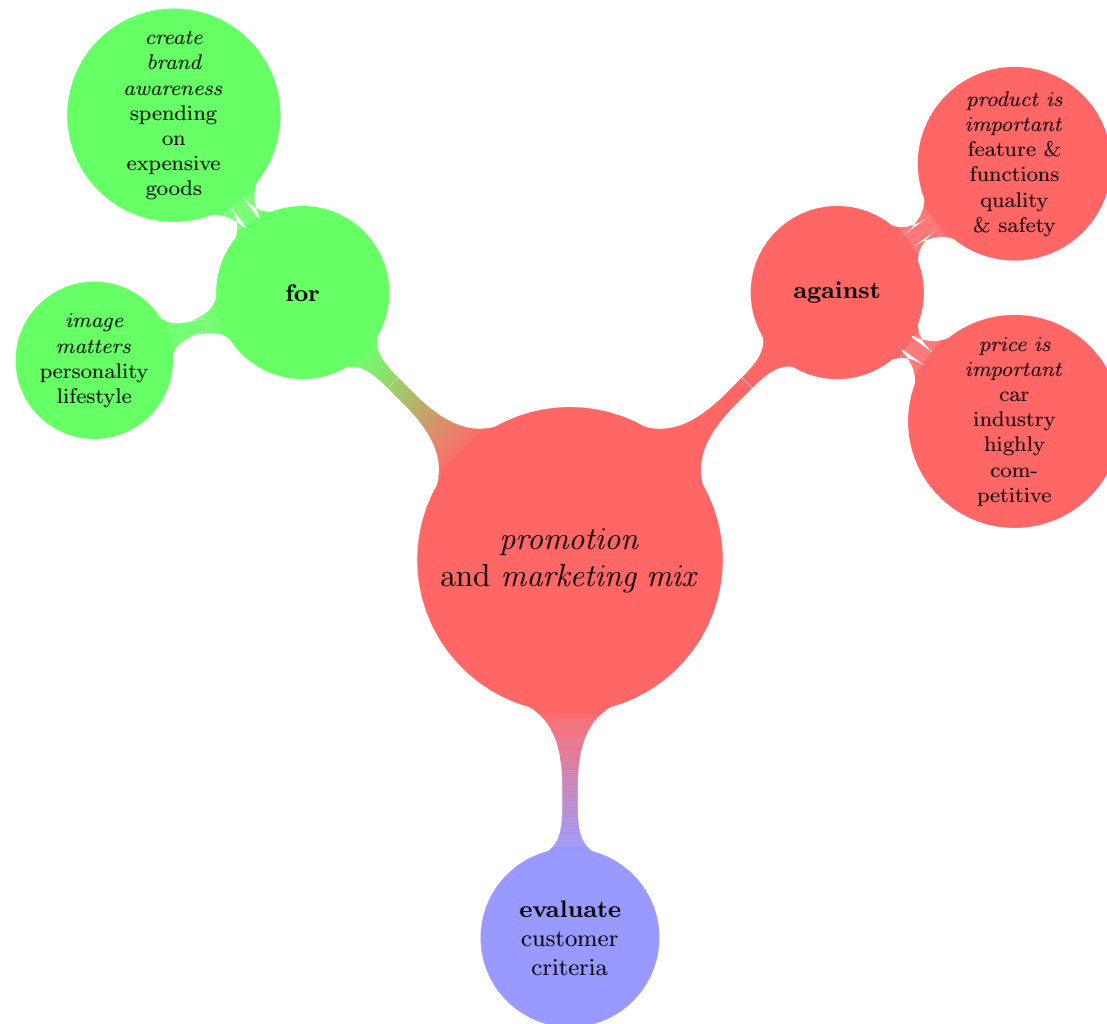 create
brand
awareness
spending
on
expensive
goods
for
image
matters
personality
lifestyle
product is
important
feature &
functions
quality
& safety
against
price is
important
car
industry
highly
com-
petitive
promotion
and marketing mix
evaluate
customer
criteria